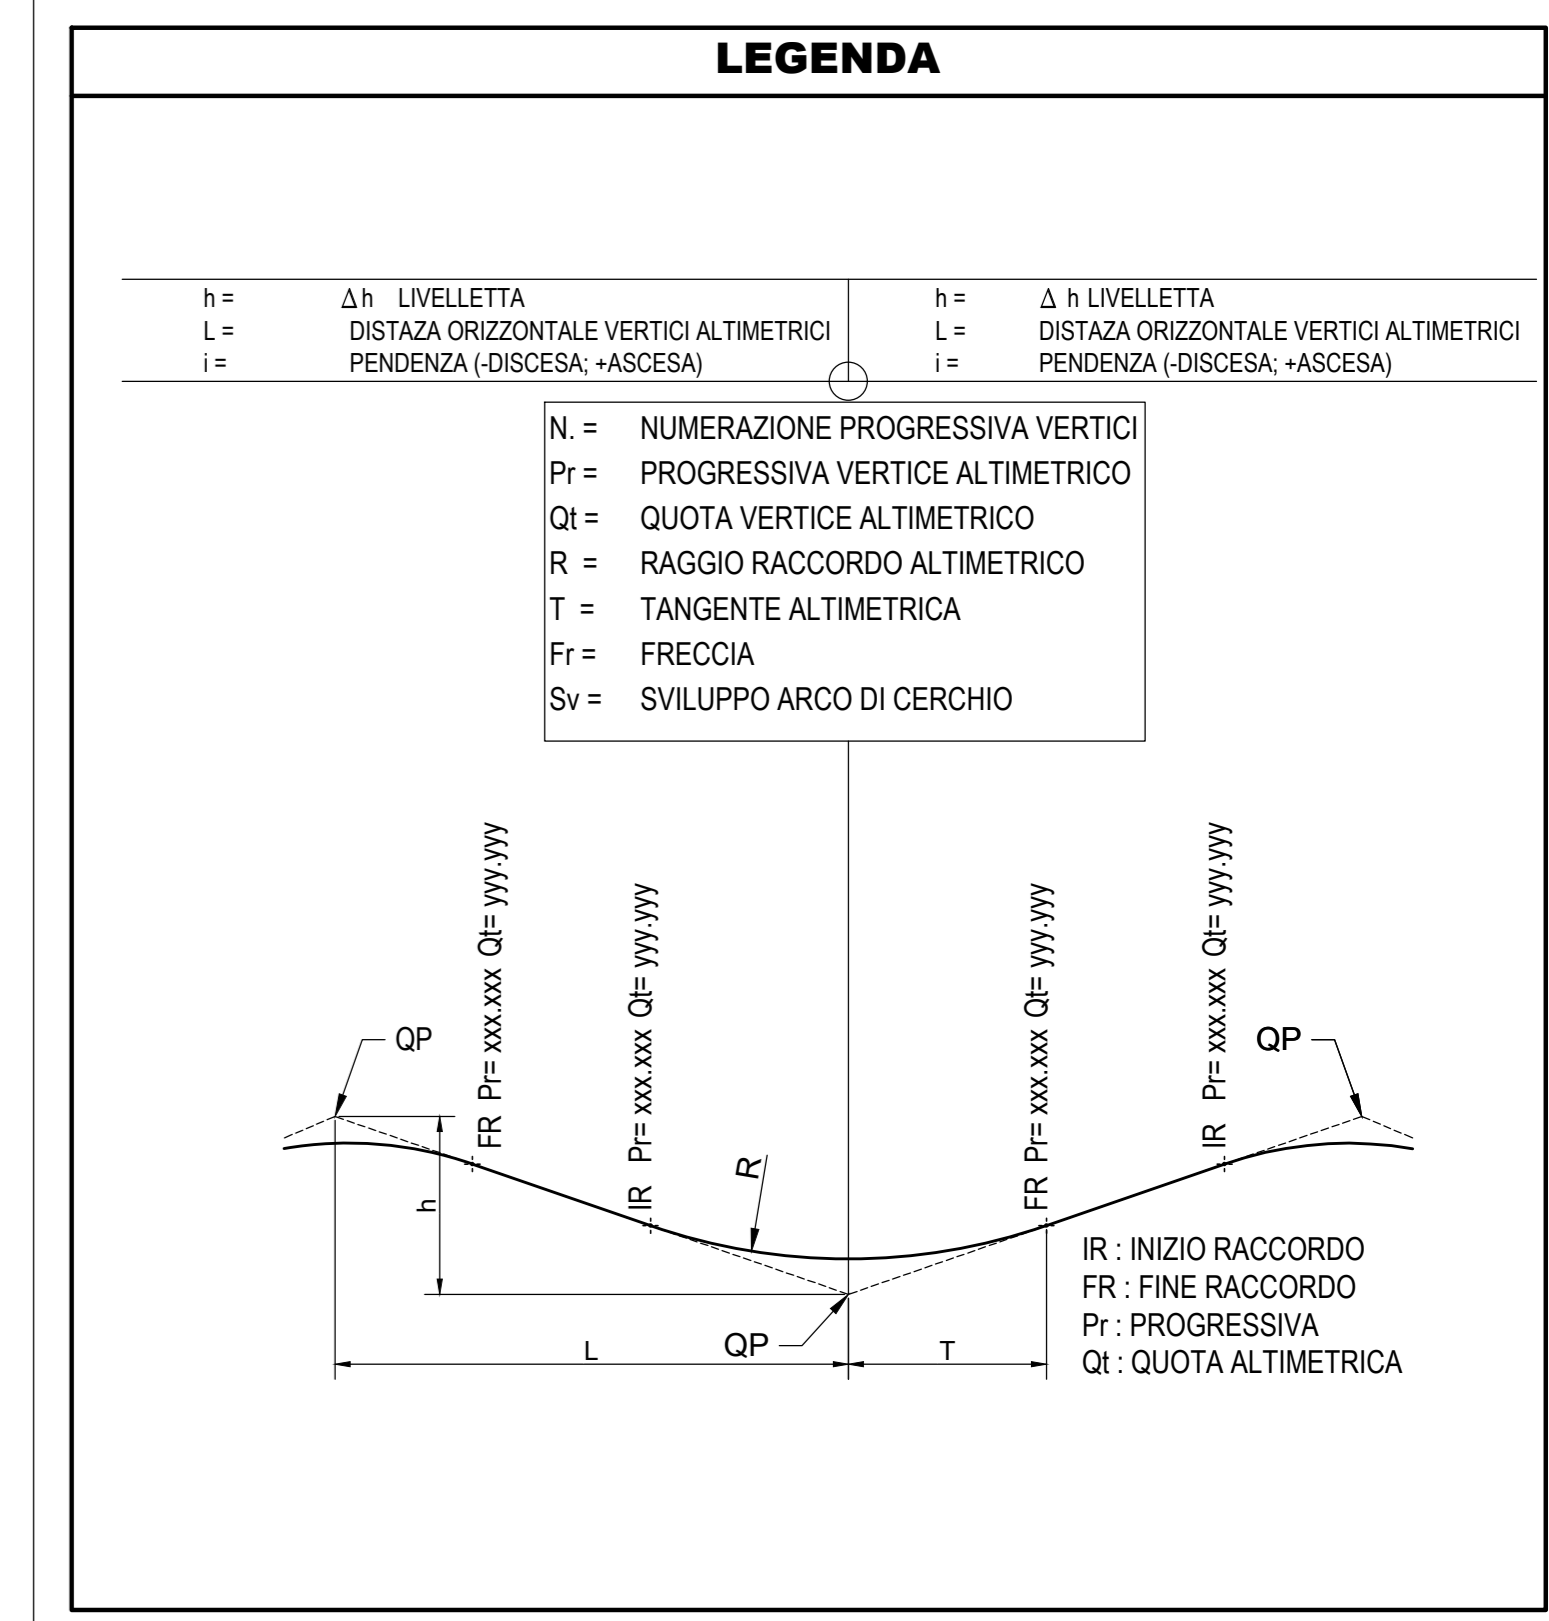 LEGENDA
h = Δ h LIVELLETTA
L = DISTAZA ORIZZONTALE VERTICI ALTIMETRICI
i = PENDENZA (-DISCESA; +ASCESA)
h = Δ h LIVELLETTA
L = DISTAZA ORIZZONTALE VERTICI ALTIMETRICI
i = PENDENZA (-DISCESA; +ASCESA)
N. = NUMERAZIONE PROGRESSIVA VERTICI
Pr = PROGRESSIVA VERTICE ALTIMETRICO
Qt = QUOTA VERTICE ALTIMETRICO
R = RAGGIO RACCORDO ALTIMETRICO
T = TANGENTE ALTIMETRICA
Fr = FRECCIA
Sv = SVILUPPO ARCO DI CERCHIO
QP
FR Pr= xxx.xxx Qt= yyy.yyy
IR Pr= xxx.xxx Qt= yyy.yyy
FR Pr= xxx.xxx Qt= yyy.yyy
IR Pr= xxx.xxx Qt= yyy.yyy
QP
h
R
QP
L
T
IR : INIZIO RACCORDO
FR : FINE RACCORDO
Pr : PROGRESSIVA
Qt : QUOTA ALTIMETRICA